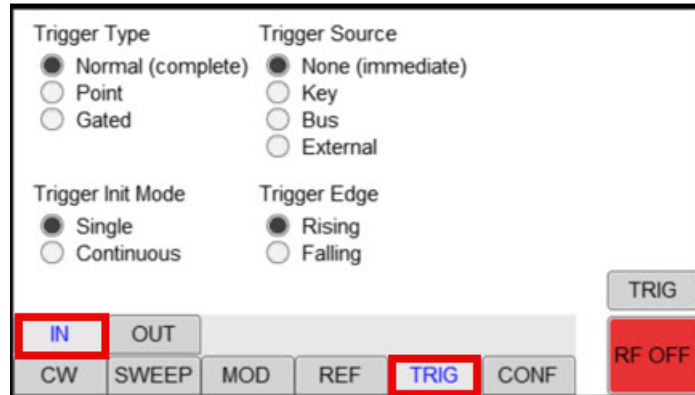 Trigger Type
Normal (complete)
Point
Gated
Trigger Source
None (immediate)
Key
Bus
External
Trigger Init Mode
Single
Continuous
Trigger Edge
Rising
Falling
TRIG
IN OUT
RF OFF
CW SWEEP MOD REF TRIG CONF